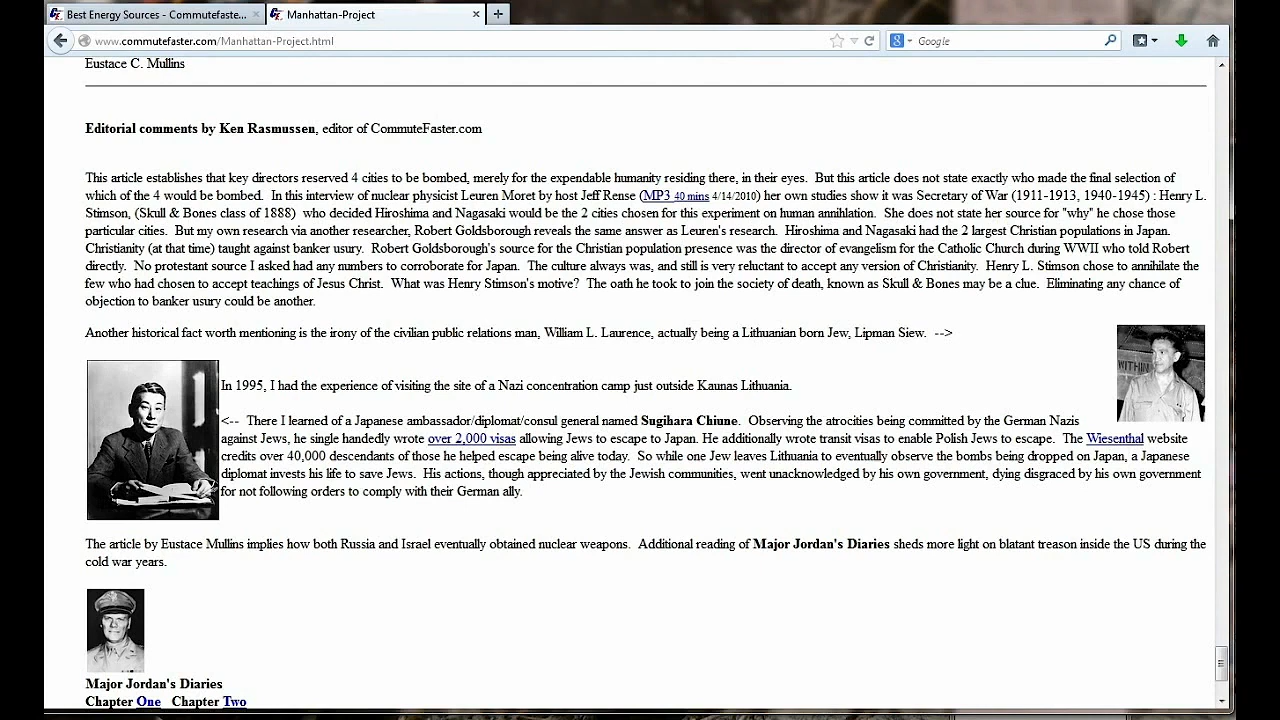 Best Energy Sources - Commutefaste...
Manhattan-Project
www.commutefaster.com/Manhattan-Project.html
Google
Eustace C. Mullins
Editorial comments by Ken Rasmussen, editor of CommuteFaster.com
This article establishes that key directors reserved 4 cities to be bombed, merely for the expendable humanity residing there, in their eyes. But this article does not state exactly who made the final selection of
which of the 4 would be bombed. In this interview of nuclear physicist Leuren Moret by host Jeff Rense (MP3 40 mins 4/14/2010) her own studies show it was Secretary of War (1911-1913, 1940-1945) : Henry L.
Stimson, (Skull & Bones class of 1888) who decided Hiroshima and Nagasaki would be the 2 cities chosen for this experiment on human annihlation. She does not state her source for "why" he chose those
particular cities. But my own research via another researcher, Robert Goldsborough reveals the same answer as Leuren's research. Hiroshima and Nagasaki had the 2 largest Christian populations in Japan.
Christianity (at that time) taught against banker usury. Robert Goldsborough's source for the Christian population presence was the director of evangelism for the Catholic Church during WWII who told Robert
directly. No protestant source I asked had any numbers to corroborate for Japan. The culture always was, and still is very reluctant to accept any version of Christianity. Henry L. Stimson chose to annihilate the
few who had chosen to accept teachings of Jesus Christ. What was Henry Stimson's motive? The oath he took to join the society of death, known as Skull & Bones may be a clue. Eliminating any chance of
objection to banker usury could be another.
Another historical fact worth mentioning is the irony of the civilian public relations man, William L. Laurence, actually being a Lithuanian born Jew, Lipman Siew. -->
WITHIN
In 1995, I had the experience of visiting the site of a Nazi concentration camp just outside Kaunas Lithuania.
<-- There I learned of a Japanese ambassador/diplomat/consul general named Sugihara Chiune. Observing the atrocities being committed by the German Nazis
against Jews, he single handedly wrote over 2,000 visas allowing Jews to escape to Japan. He additionally wrote transit visas to enable Polish Jews to escape. The Wiesenthal website
credits over 40,000 descendants of those he helped escape being alive today. So while one Jew leaves Lithuania to eventually observe the bombs being dropped on Japan, a Japanese
diplomat invests his life to save Jews. His actions, though appreciated by the Jewish communities, went unacknowledged by his own government, dying disgraced by his own government
for not following orders to comply with their German ally.
The article by Eustace Mullins implies how both Russia and Israel eventually obtained nuclear weapons. Additional reading of Major Jordan's Diaries sheds more light on blatant treason inside the US during the
cold war years.
Major Jordan's Diaries
Chapter One Chapter Two